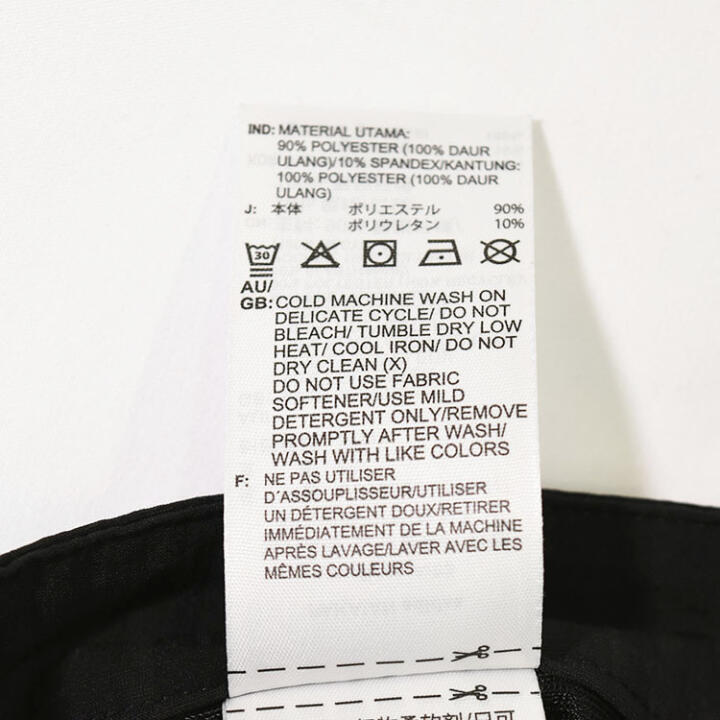 IND: MATERIAL UTAMA:
90% POLYESTER (100% DAUR
ULANG)/10% SPANDEX/KANTUNG:
100% POLYESTER (100% DAUR
ULANG)
J: 本体 ポリエステル 90%
ポリウレタン 10%
30
AU/
GB: COLD MACHINE WASH ON
DELICATE CYCLE/ DO NOT
BLEACH/ TUMBLE DRY LOW
HEAT/ COOL IRON/ DO NOT
DRY CLEAN (X)
DO NOT USE FABRIC
SOFTENER/USE MILD
DETERGENT ONLY/REMOVE
PROMPTLY AFTER WASH/
WASH WITH LIKE COLORS
F: NE PAS UTILISER
D´ASSOUPLISSEUR/UTILISER
UN DÉTERGENT DOUX/RETIRER
IMMÉDIATEMENT DE LA MACHINE
APRÈS LAVAGE/LAVER AVEC LES
MÊMES COULEURS